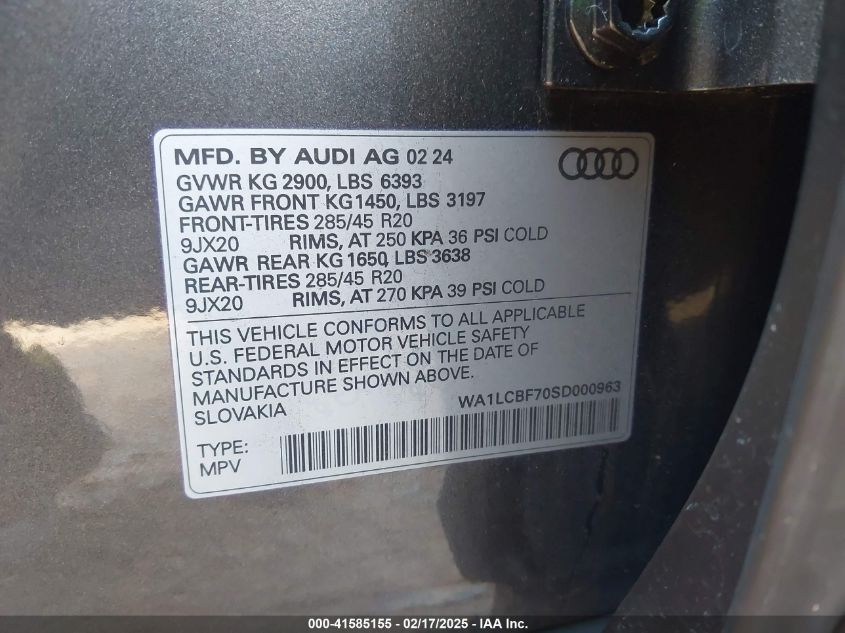 MFD. BY AUDI AG 02 24
GVWR KG 2900, LBS 6393
GAWR FRONT KG1450, LBS 3197
FRONT-TIRES 285/45 R20
9JX20 RIMS, AT 250 KPA 36 PSI COLD
GAWR REAR KG 1650, LBS 3638
REAR-TIRES 285/45 R20
9JX20 RIMS, AT 270 KPA 39 PSI COLD
THIS VEHICLE CONFORMS TO ALL APPLICABLE
U.S. FEDERAL MOTOR VEHICLE SAFETY
STANDARDS IN EFFECT ON THE DATE OF
MANUFACTURE SHOWN ABOVE.
SLOVAKIA WA1LCBF70SD000963
TYPE:
MPV
000-41585155 - 02/17/2025 - IAA Inc.